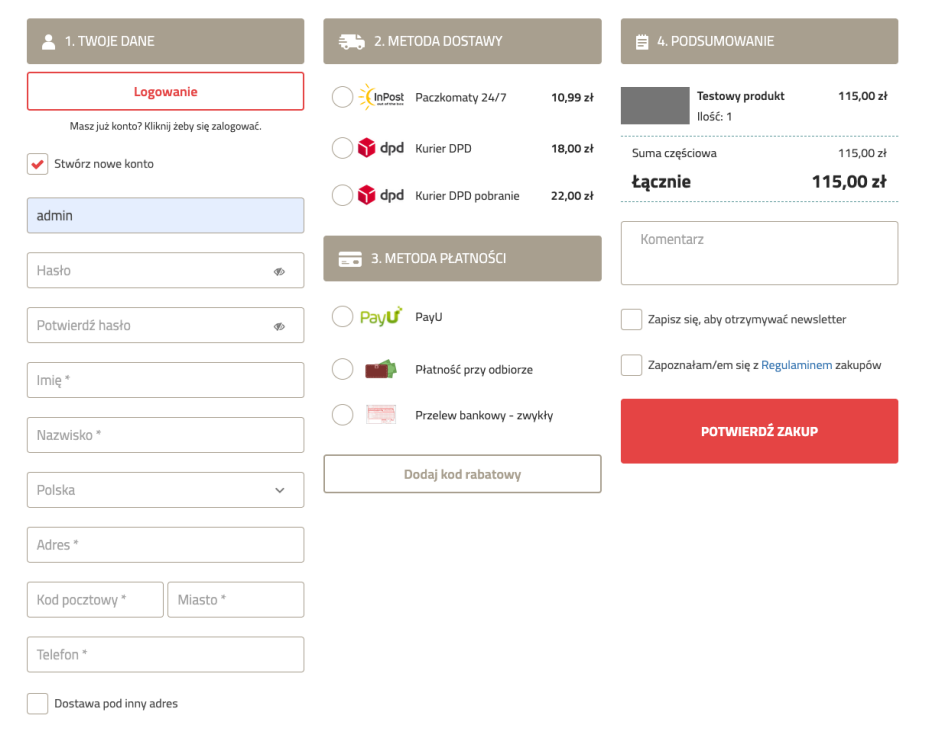 1. TWOJE DANE
Logowanie
Masz już konto? Kliknij żeby się zalogować.
Stwórz nowe konto
admin
Hasło
Potwierdź hasło
Imię *
Nazwisko *
Polska
Adres *
Kod pocztowy * Miasto *
Telefon *
Dostawa pod inny adres
2. METODA DOSTAWY
InPost Paczkomaty 24/7 10,99 zł
dpd Kurier DPD 18,00 zł
dpd Kurier DPD pobranie 22,00 zł
3. METODA PŁATNOŚCI
PayU PayU
Płatność przy odbiorze
Przelew bankowy - zwykły
Dodaj kod rabatowy
4. PODSUMOWANIE
Testowy produkt 115,00 zł
Ilość: 1
Suma częściowa 115,00 zł
Łącznie 115,00 zł
Komentarz
Zapisz się, aby otrzymywać newsletter
Zapoznałam/em się z Regulaminem zakupów
POTWIERDŹ ZAKUP